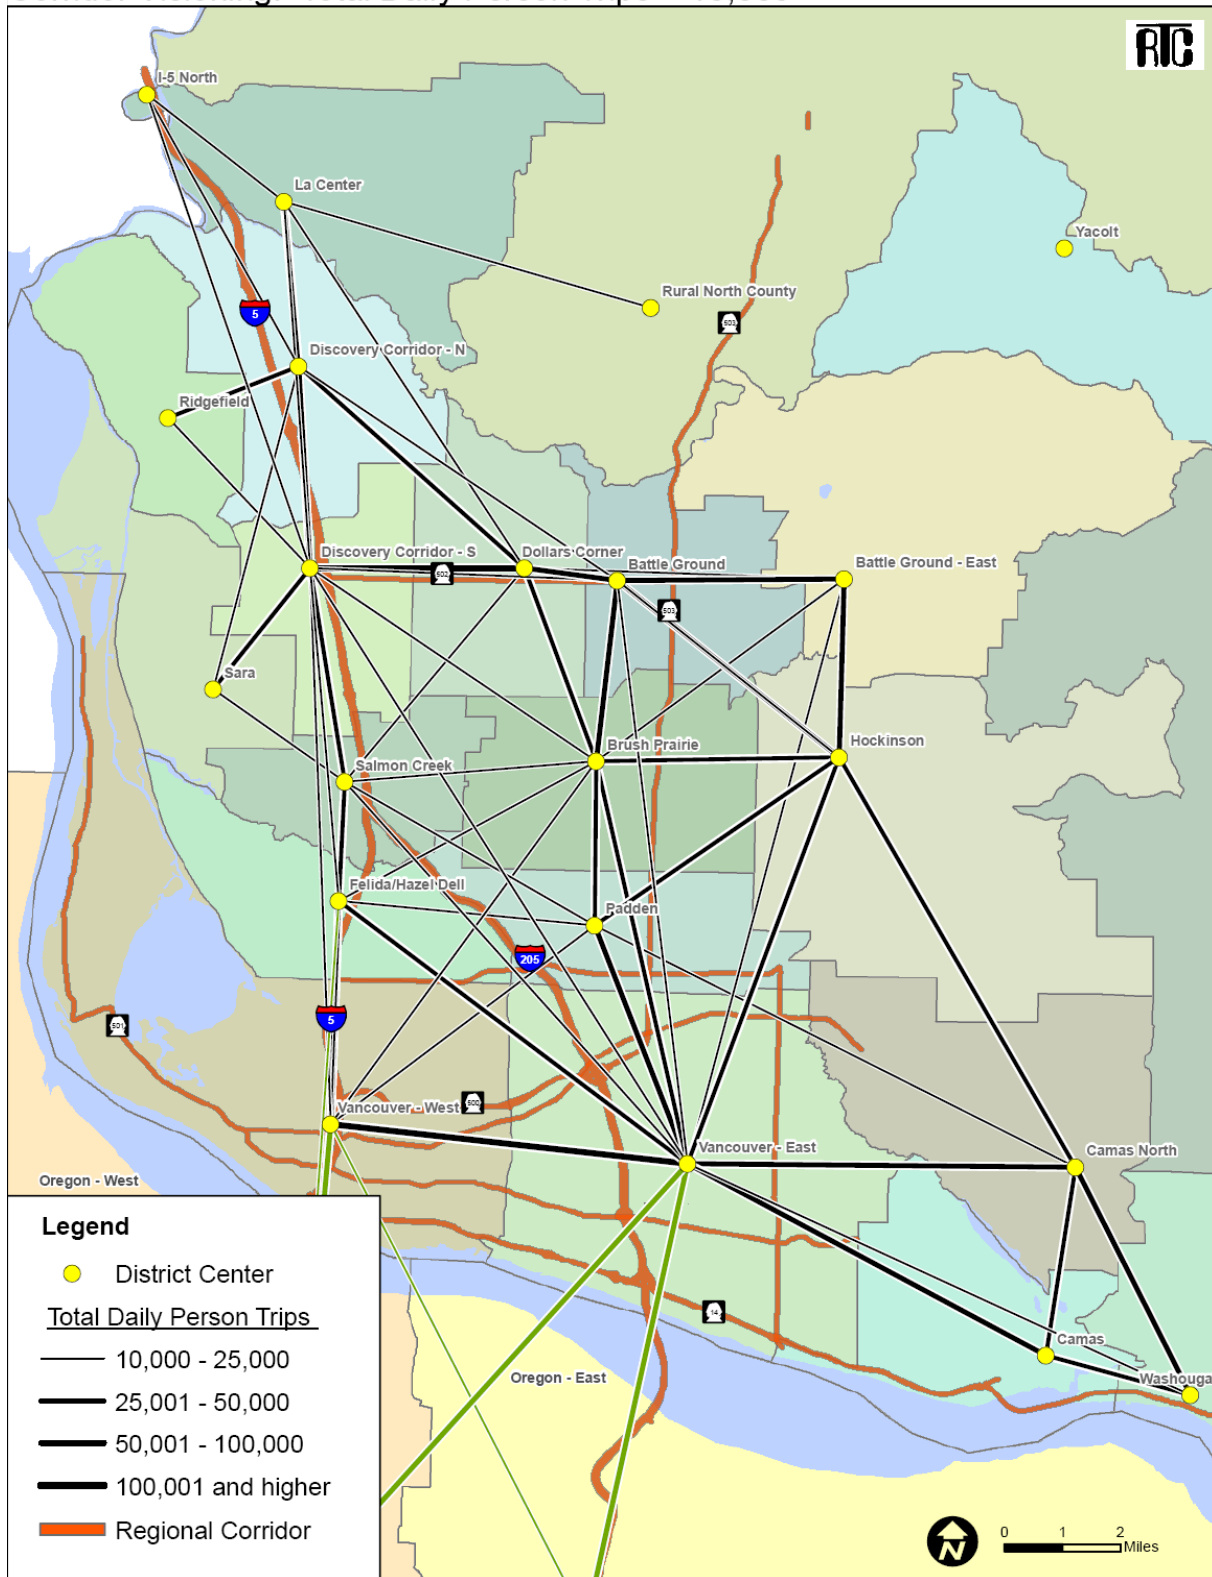 RTC
I-5 North
La Center
Yacolt
Rural North County
5
503
Discovery Corridor - N
Ridgefield
Discovery Corridor - S
Dollars Corner
Battle Ground
Battle Ground - East
502
503
Sara
Brush Prairie
Hockinson
Salmon Creek
Felida/Hazel Dell
Padden
205
5
501
500
Vancouver - West
Vancouver - East
Camas North
Oregon - West
Legend
District Center
Total Daily Person Trips
10,000 - 25,000
25,001 - 50,000
50,001 - 100,000
100,001 and higher
Regional Corridor
14
Camas
Oregon - East
Washouga
N
0 1 2
Miles